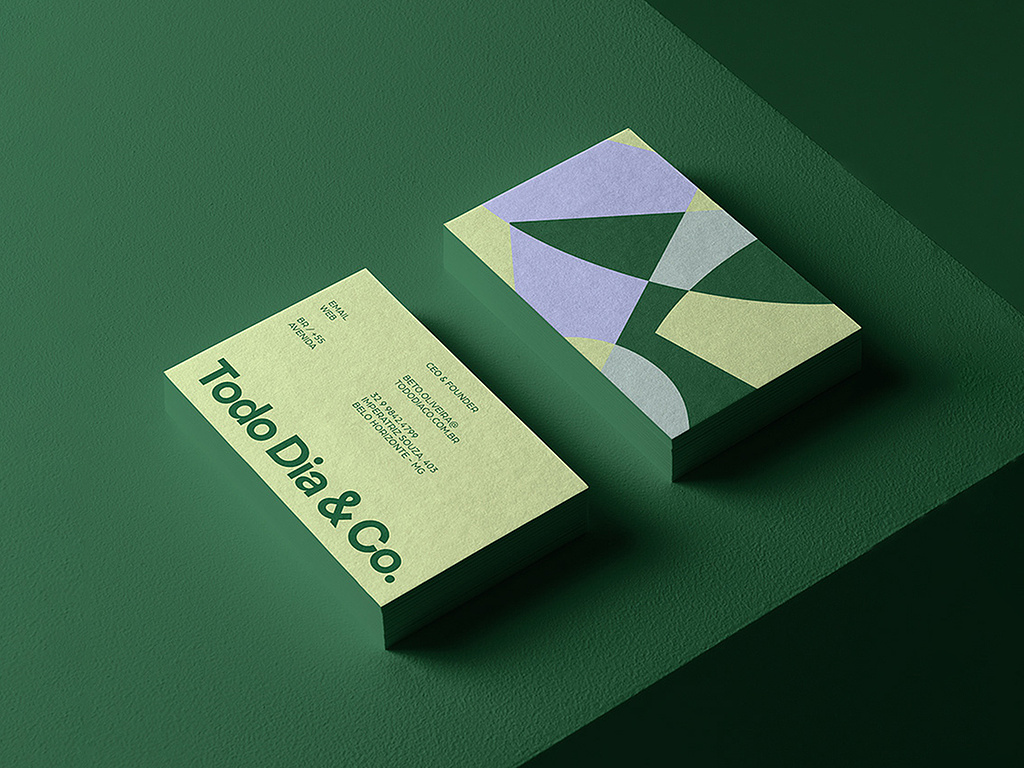 EMAIL
WEB
BR / +55
AVENIDA
CEO & FOUNDER
BETO.OLIVEIRA@
TODODIACO.COM.BR
32 9 9842.4799
IMPERATRIZ SOUZA, 403
BELO HORIZONTE - MG
Todo Dia & Co.